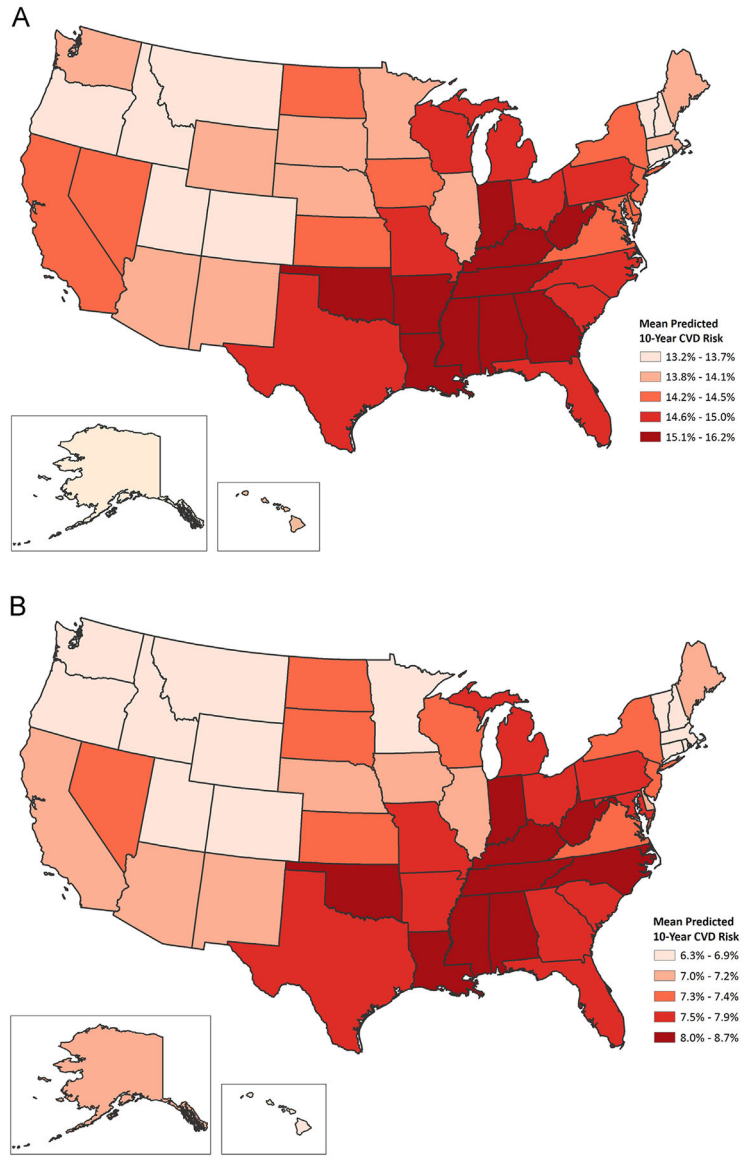 A
Mean Predicted
10-Year CVD Risk
13.2% - 13.7%
13.8% - 14.1%
14.2% - 14.5%
14.6% - 15.0%
15.1% - 16.2%
B
Mean Predicted
10-Year CVD Risk
6.3% - 6.9%
7.0% - 7.2%
7.3% - 7.4%
7.5% - 7.9%
8.0% - 8.7%